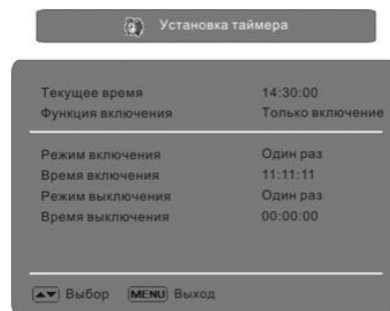 Установка таймера
Текущее время 14:30:00
Функция включения Только включение
Режим включения Один раз
Время включения 11:11:11
Режим выключения Один раз
Время выключения 00:00:00
Выбор MENU Выход